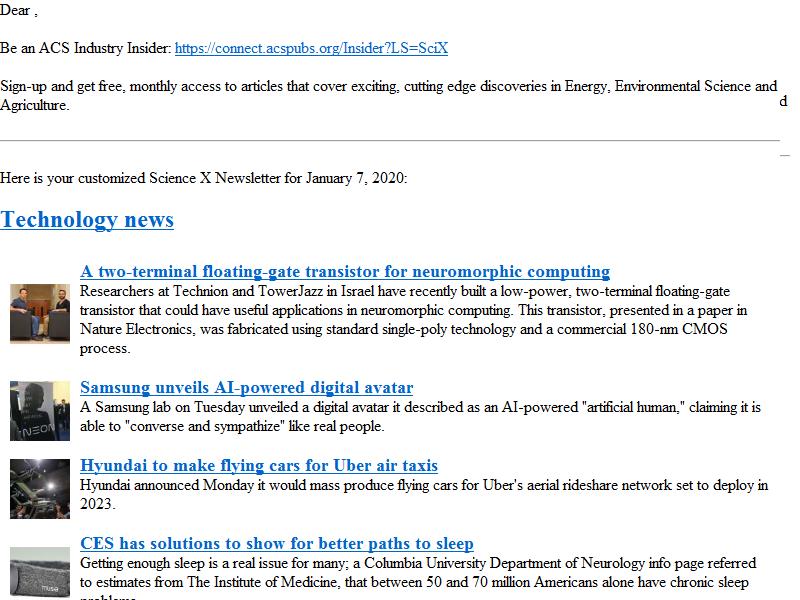 Dear ,
Be an ACS Industry Insider: https://connect.acspubs.org/Insider?LS=SciX
Sign-up and get free, monthly access to articles that cover exciting, cutting edge discoveries in Energy, Environmental Science and
d
Agriculture.
Here is your customized Science X Newsletter for January 7, 2020:
Technology news
A two-terminal floating-gate transistor for neuromorphic computing
Researchers at Technion and TowerJazz in Israel have recently built a low-power, two-terminal floating-gate
transistor that could have useful applications in neuromorphic computing. This transistor, presented in a paper in
Nature Electronics, was fabricated using standard single-poly technology and a commercial 180-nm CMOS
process.
Samsung unveils AI-powered digital avatar
A Samsung lab on Tuesday unveiled a digital avatar it described as an AI-powered "artificial human," claiming it is
able to "converse and sympathize" like real people.
NEON
Hyundai to make flying cars for Uber air taxis
Hyundai announced Monday it would mass produce flying cars for Uber's aerial rideshare network set to deploy in
2023.
CES has solutions to show for better paths to sleep
Getting enough sleep is a real issue for many; a Columbia University Department of Neurology info page referred
to estimates from The Institute of Medicine, that between 50 and 70 million Americans alone have chronic sleep
muse
problems.